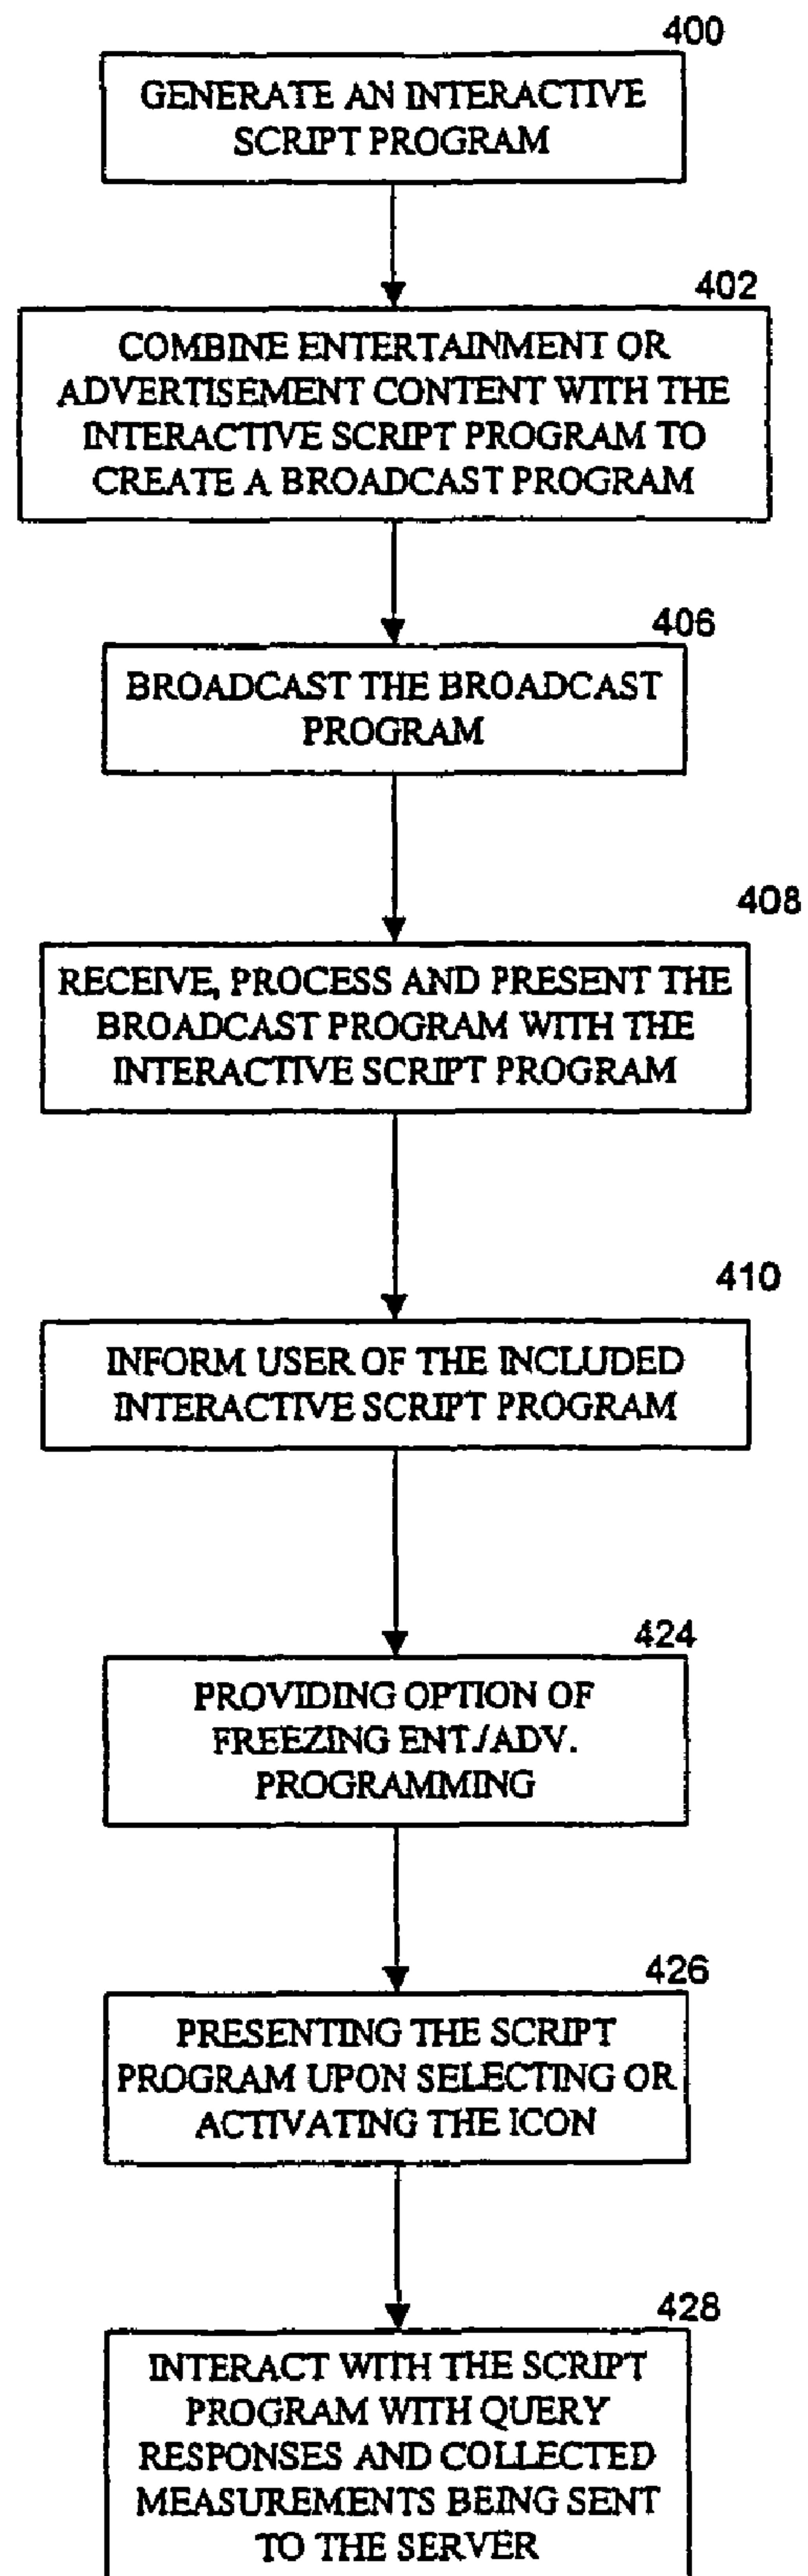 400
GENERATE AN INTERACTIVE
SCRIPT PROGRAM
402
COMBINE ENTERTAINMENT OR
ADVERTISEMENT CONTENT WITH THE
INTERACTIVE SCRIPT PROGRAM TO
CREATE A BROADCAST PROGRAM
406
BROADCAST THE BROADCAST
PROGRAM
408
RECEIVE, PROCESS AND PRESENT THE
BROADCAST PROGRAM WITH THE
INTERACTIVE SCRIPT PROGRAM
410
INFORM USER OF THE INCLUDED
INTERACTIVE SCRIPT PROGRAM
424
PROVIDING OPTION OF
FREEZING ENT./ADV.
PROGRAMMING
426
PRESENTING THE SCRIPT
PROGRAM UPON SELECTING OR
ACTIVATING THE ICON
428
INTERACT WITH THE SCRIPT
PROGRAM WITH QUERY
RESPONSES AND COLLECTED
MEASUREMENTS BEING SENT
TO THE SERVER